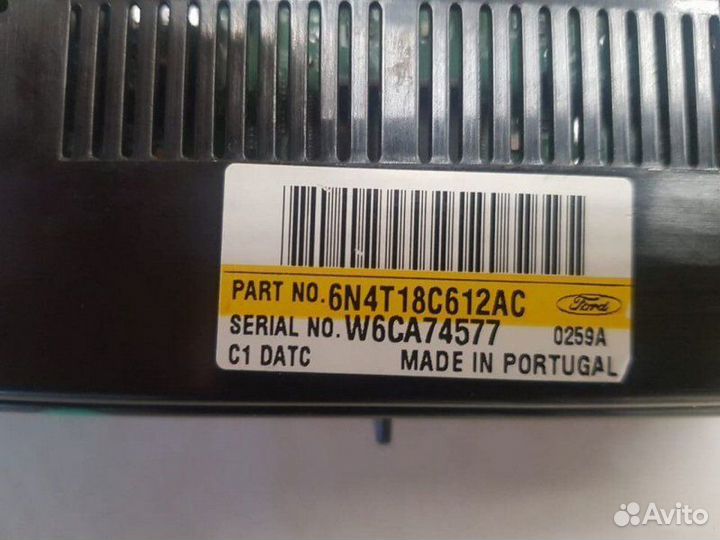 PART NO. 6N4T18C612AC Ford
SERIAL NO. W6CA74577 0259A
C1 DATC MADE IN PORTUGAL
Avito